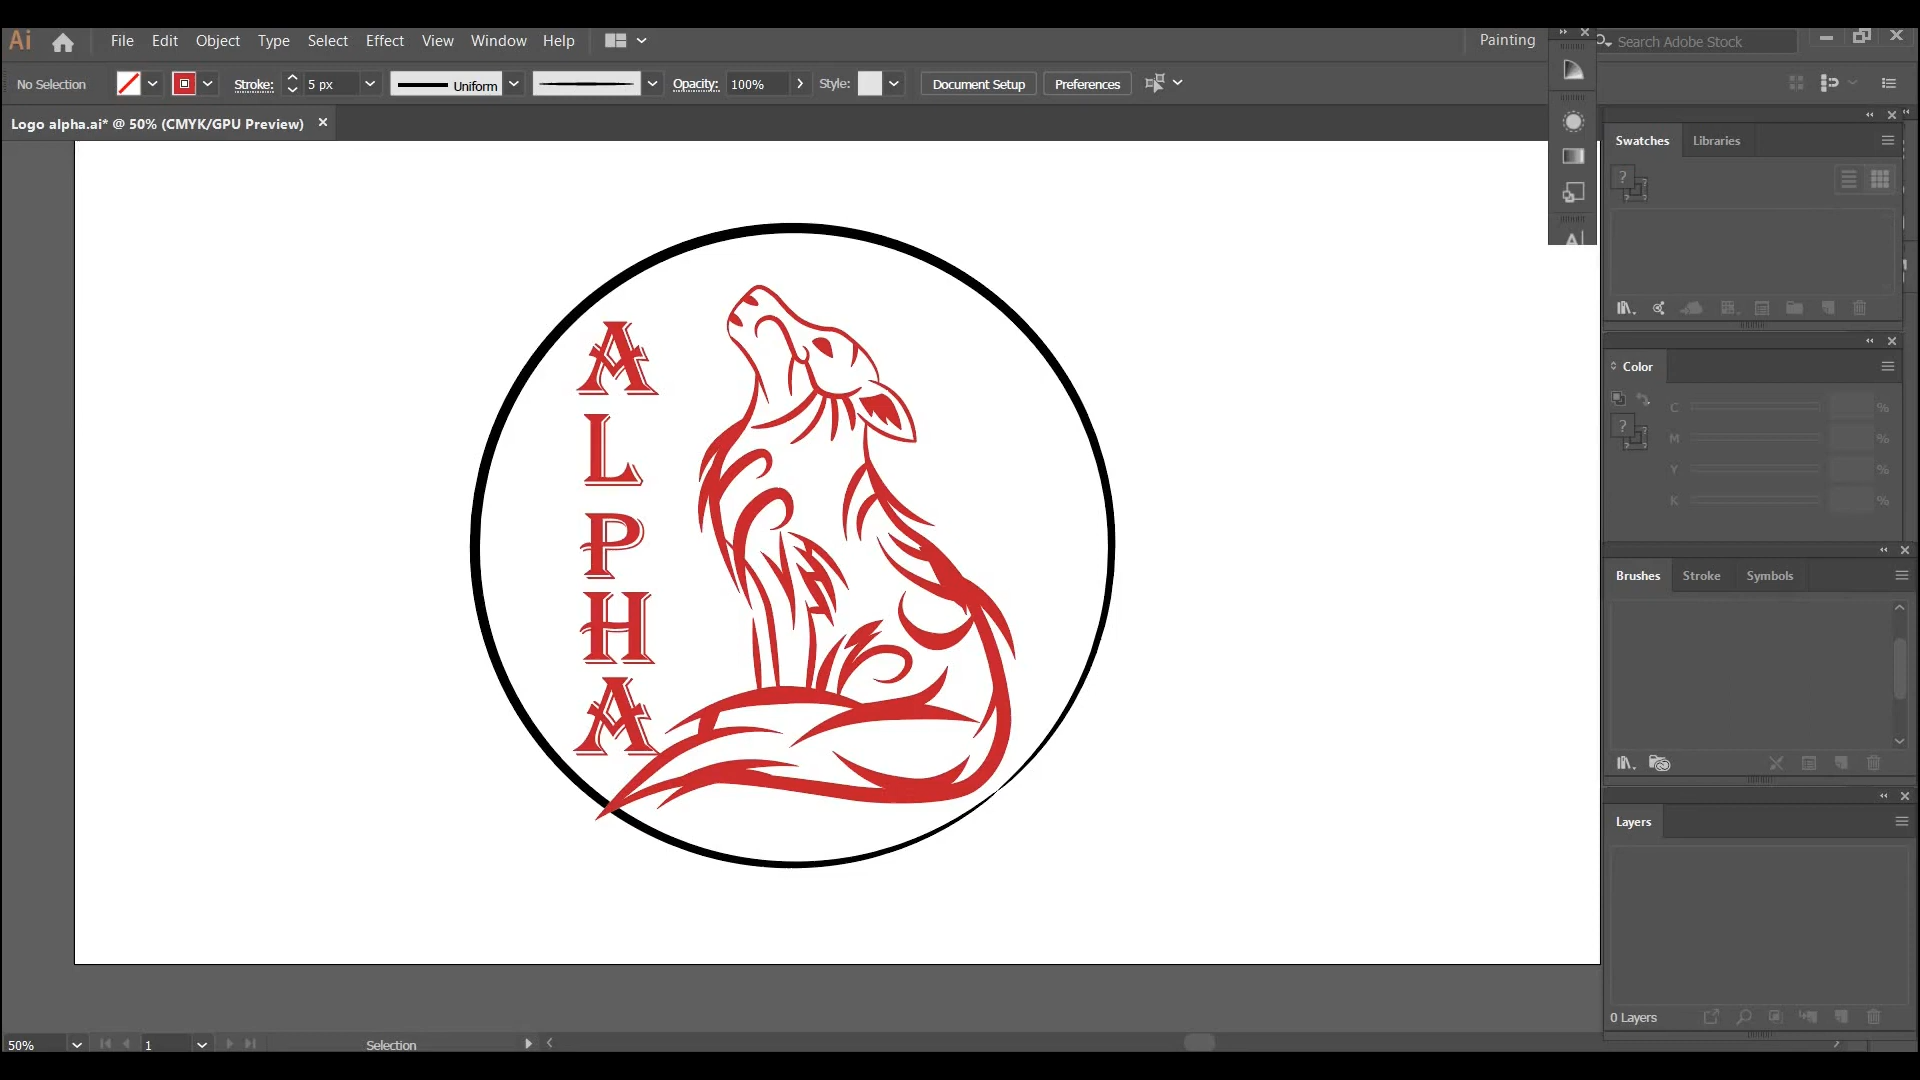 Ai File Edit Object Type Select Effect View Window Help Painting Search Adobe Stock
No Selection Stroke: 5 px Uniform Opacity: 100% Style: Document Setup Preferences
Logo alpha.ai* @ 50% (CMYK/GPU Preview)
Swatches Libraries
?
A
L
P
H
A
Color
C %
? M %
Y %
K %
Brushes Stroke Symbols
Layers
0 Layers
50% 1 Selection